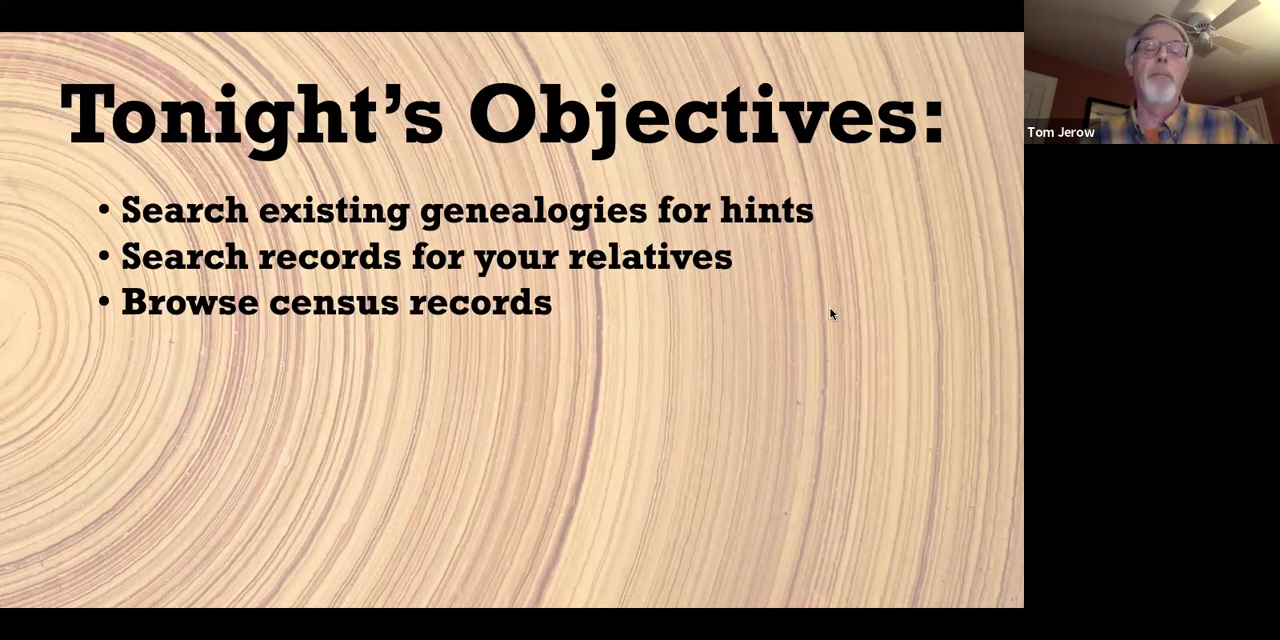 Tonight’s Objectives:
• Search existing genealogies for hints
• Search records for your relatives
• Browse census records
Tom Jerow